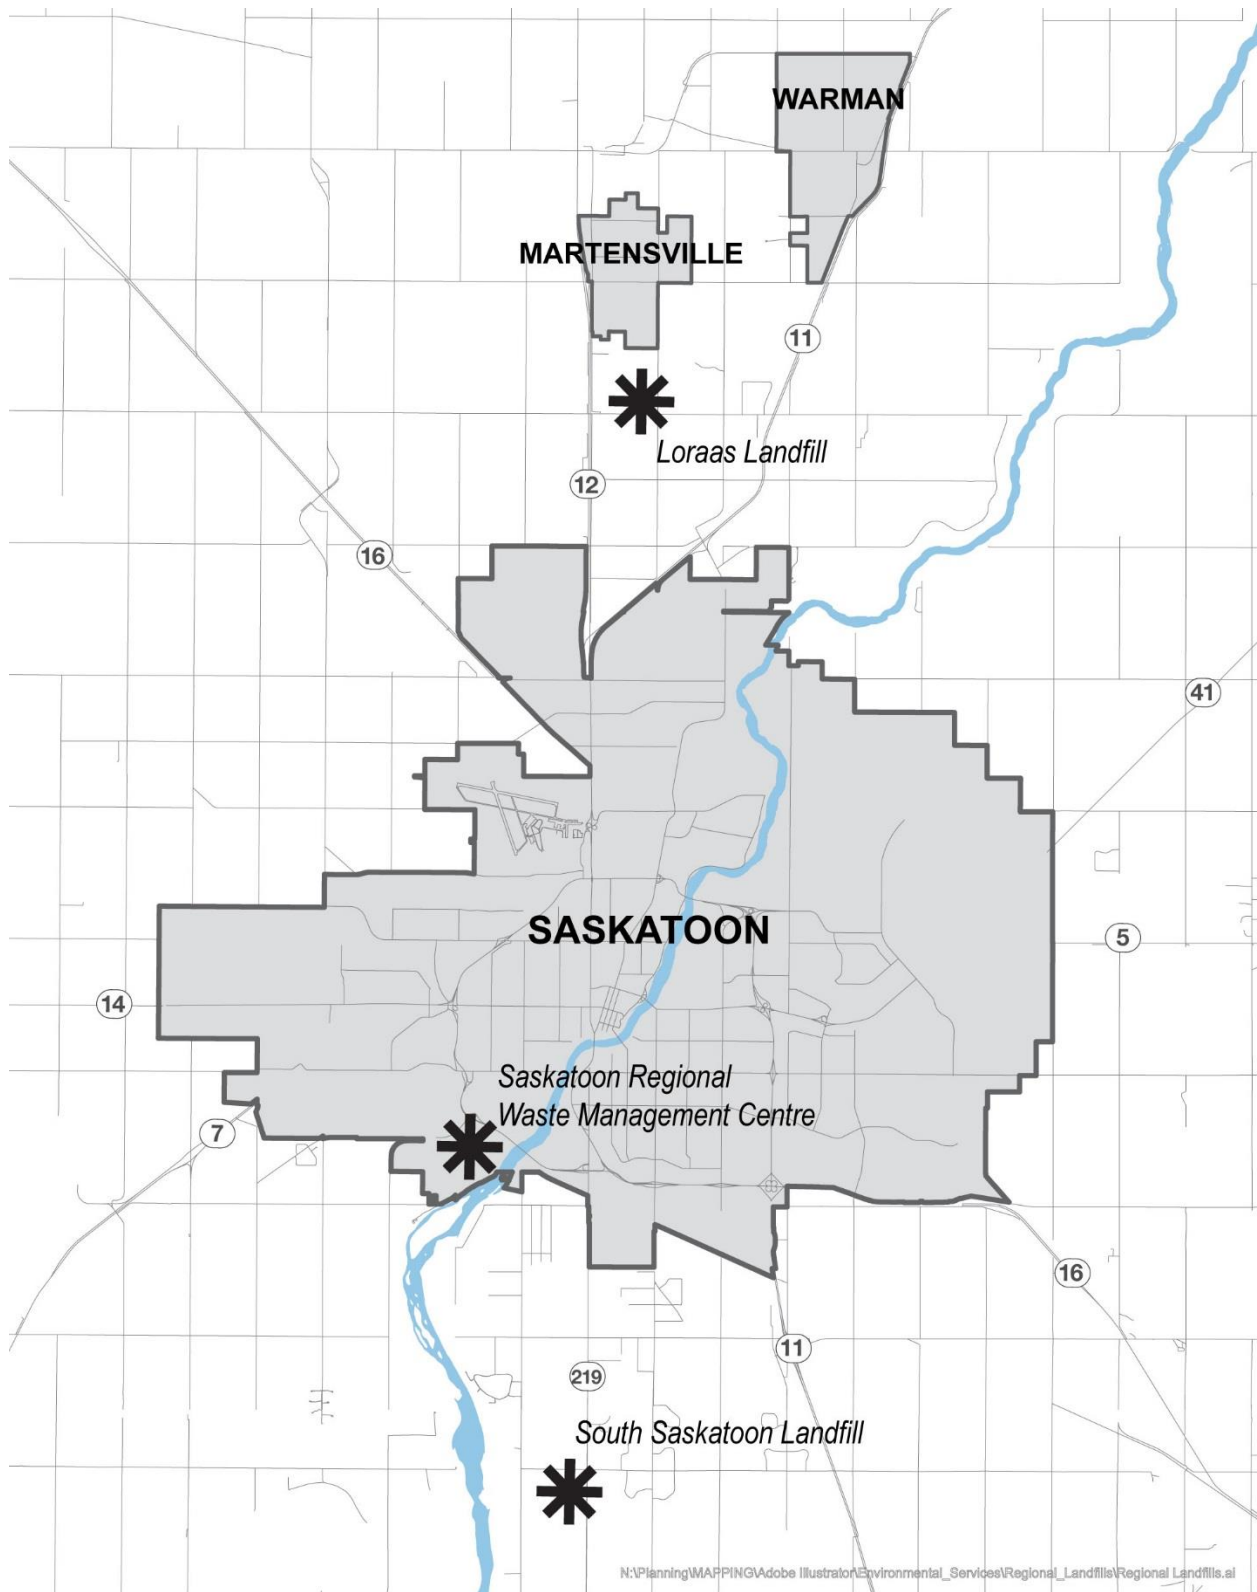 WARMAN
MARTENSVILLE
11
Loraas Landfill
12
16
41
SASKATOON
5
14
Saskatoon Regional
Waste Management Centre
7
16
11
219
South Saskatoon Landfill
N:\Planning\MAPPING\Adobe Illustrator\Environmental_Services\Regional_Landfills\Regional Landfills.ai